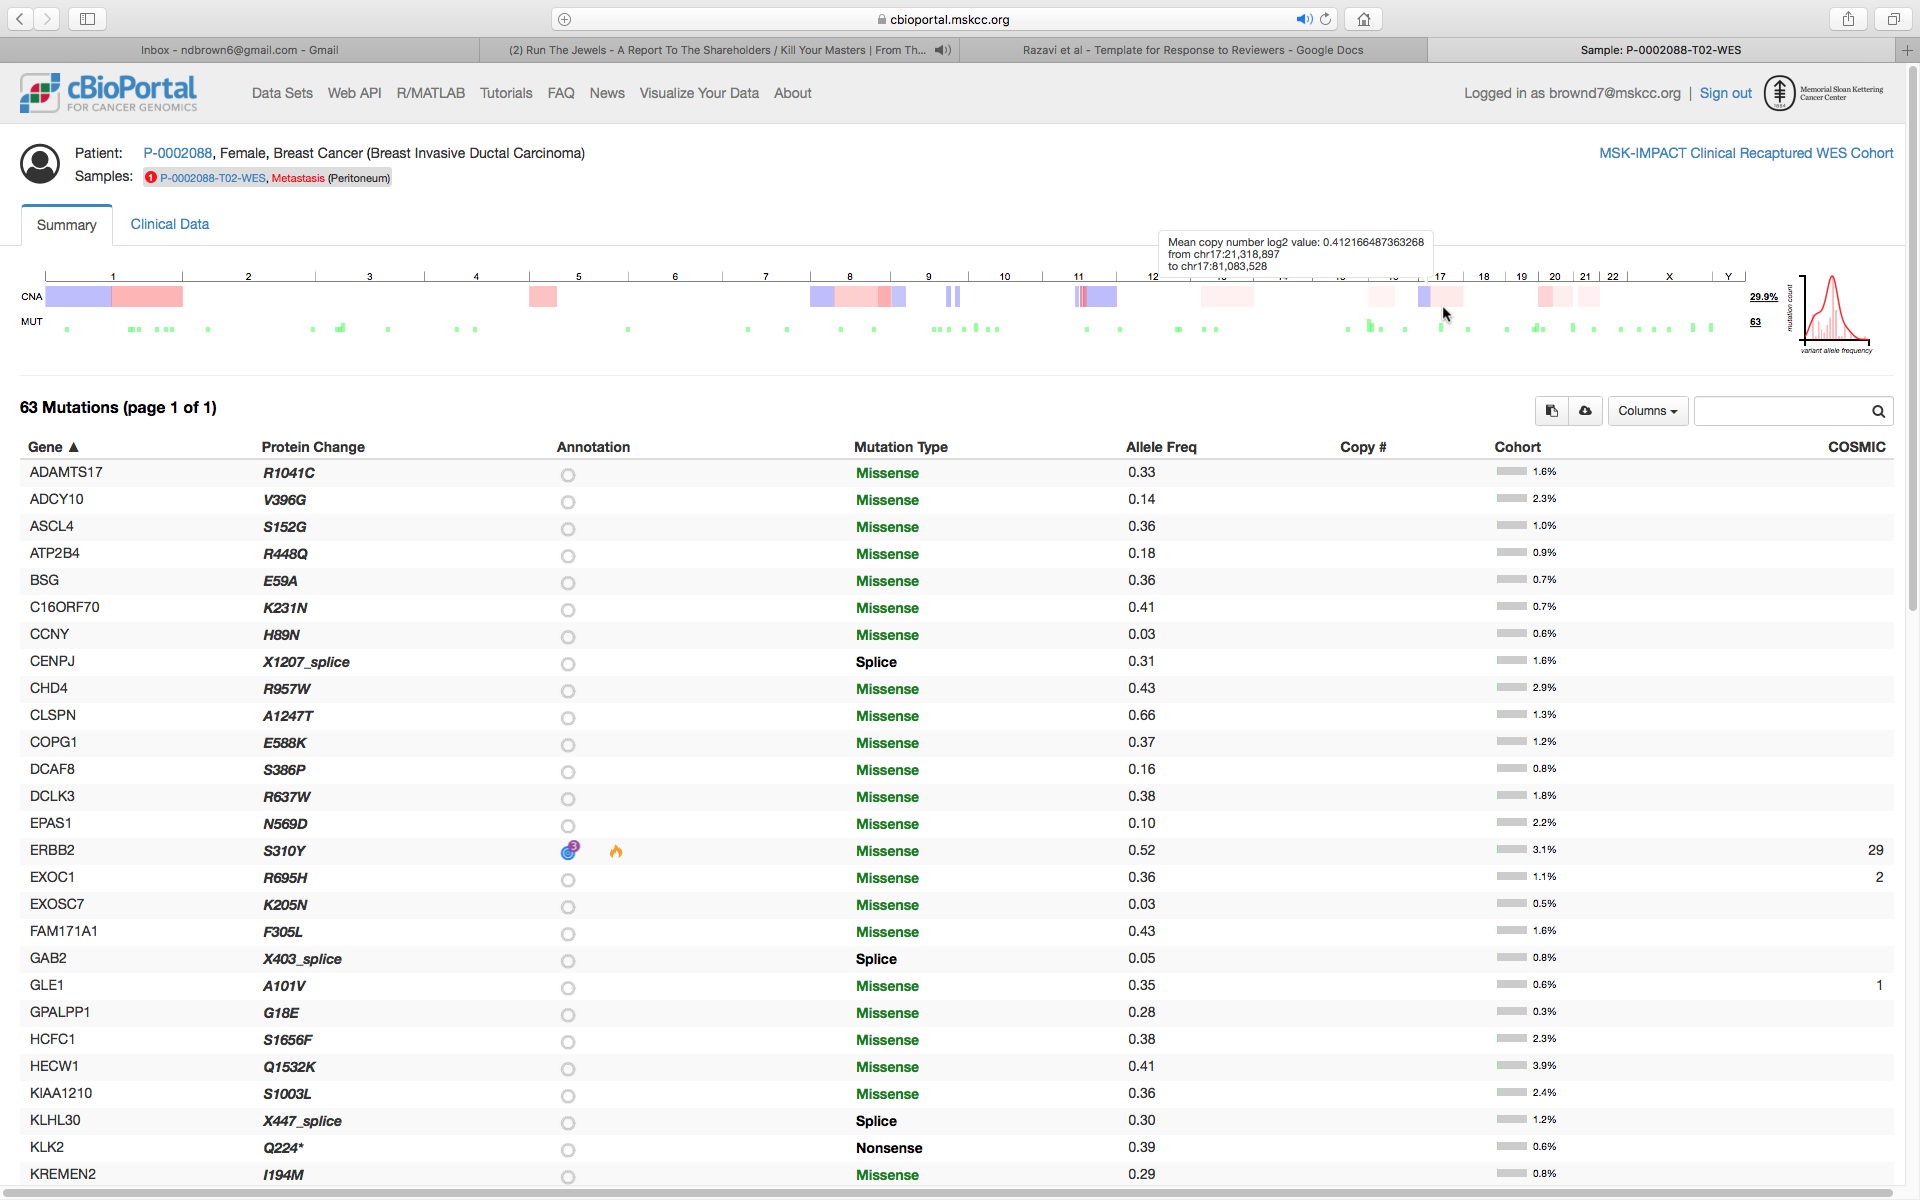 cbioportal.mskcc.org
Inbox - ndbrown6@gmail.com - Gmail
(2) Run The Jewels - A Report To The Shareholders / Kill Your Masters | From Th...
Razavi et al - Template for Response to Reviewers - Google Docs
Sample: P-0002088-T02-WES
cBioPortal
FOR CANCER GENOMICS
Data Sets Web API R/MATLAB Tutorials FAQ News Visualize Your Data About
Logged in as brownd7@mskcc.org | Sign out
Memorial Sloan Kettering
Cancer Center
Patient: P-0002088, Female, Breast Cancer (Breast Invasive Ductal Carcinoma)
MSK-IMPACT Clinical Recaptured WES Cohort
Samples: 1 P-0002088-T02-WES, Metastasis (Peritoneum)
Summary Clinical Data
Mean copy number log2 value: 0.412166487363268
from chr17:21,318,897
to chr17:81,083,528
1 2 3 4 5 6 7 8 9 10 11 12 17 18 19 20 21 22 X Y
CNA 29.9%
MUT 63
mutation count
variant allele frequency
63 Mutations (page 1 of 1)
Columns
Gene ▲ Protein Change Annotation Mutation Type Allele Freq Copy # Cohort COSMIC
ADAMTS17 R1041C Missense 0.33 1.6%
ADCY10 V396G Missense 0.14 2.3%
ASCL4 S152G Missense 0.36 1.0%
ATP2B4 R448Q Missense 0.18 0.9%
BSG E59A Missense 0.36 0.7%
C16ORF70 K231N Missense 0.41 0.7%
CCNY H89N Missense 0.03 0.6%
CENPJ X1207_splice Splice 0.31 1.6%
CHD4 R957W Missense 0.43 2.9%
CLSPN A1247T Missense 0.66 1.3%
COPG1 E588K Missense 0.37 1.2%
DCAF8 S386P Missense 0.16 0.8%
DCLK3 R637W Missense 0.38 1.8%
EPAS1 N569D Missense 0.10 2.2%
ERBB2 S310Y 3 Missense 0.52 3.1% 29
EXOC1 R695H Missense 0.36 1.1% 2
EXOSC7 K205N Missense 0.03 0.5%
FAM171A1 F305L Missense 0.43 1.6%
GAB2 X403_splice Splice 0.05 0.8%
GLE1 A101V Missense 0.35 0.6% 1
GPALPP1 G18E Missense 0.28 0.3%
HCFC1 S1656F Missense 0.38 2.3%
HECW1 Q1532K Missense 0.41 3.9%
KIAA1210 S1003L Missense 0.36 2.4%
KLHL30 X447_splice Splice 0.30 1.2%
KLK2 Q224* Nonsense 0.39 0.6%
KREMEN2 I194M Missense 0.29 0.8%